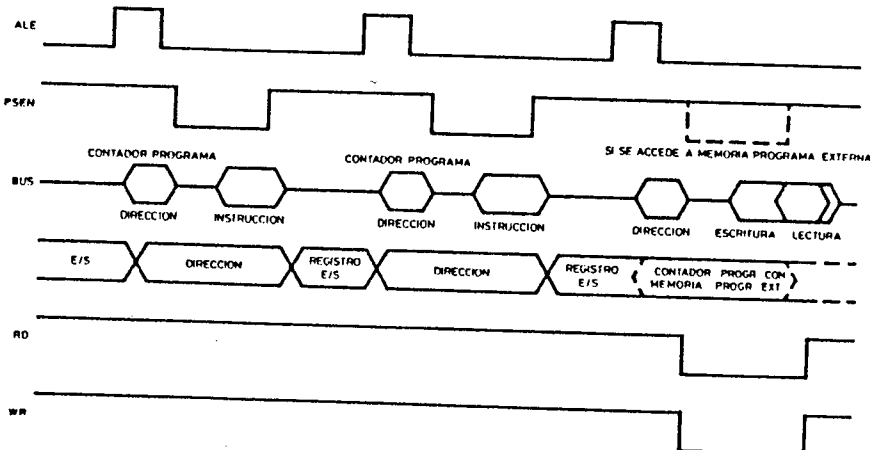 ALE
PSEN
SI SE ACCEDE A MEMORIA PROGRAMA EXTERNA
CONTADOR PROGRAMA
CONTADOR PROGRAMA
BUS
DIRECCION
INSTRUCCION
DIRECCION
INSTRUCCION
DIRECCION
ESCRITURA
LECTURA
E/S
DIRECCION
REGISTRO
E/S
DIRECCION
REGISTRO
E/S
CONTADOR PROGR CON
MEMORIA PROGR EXT
RD
WR